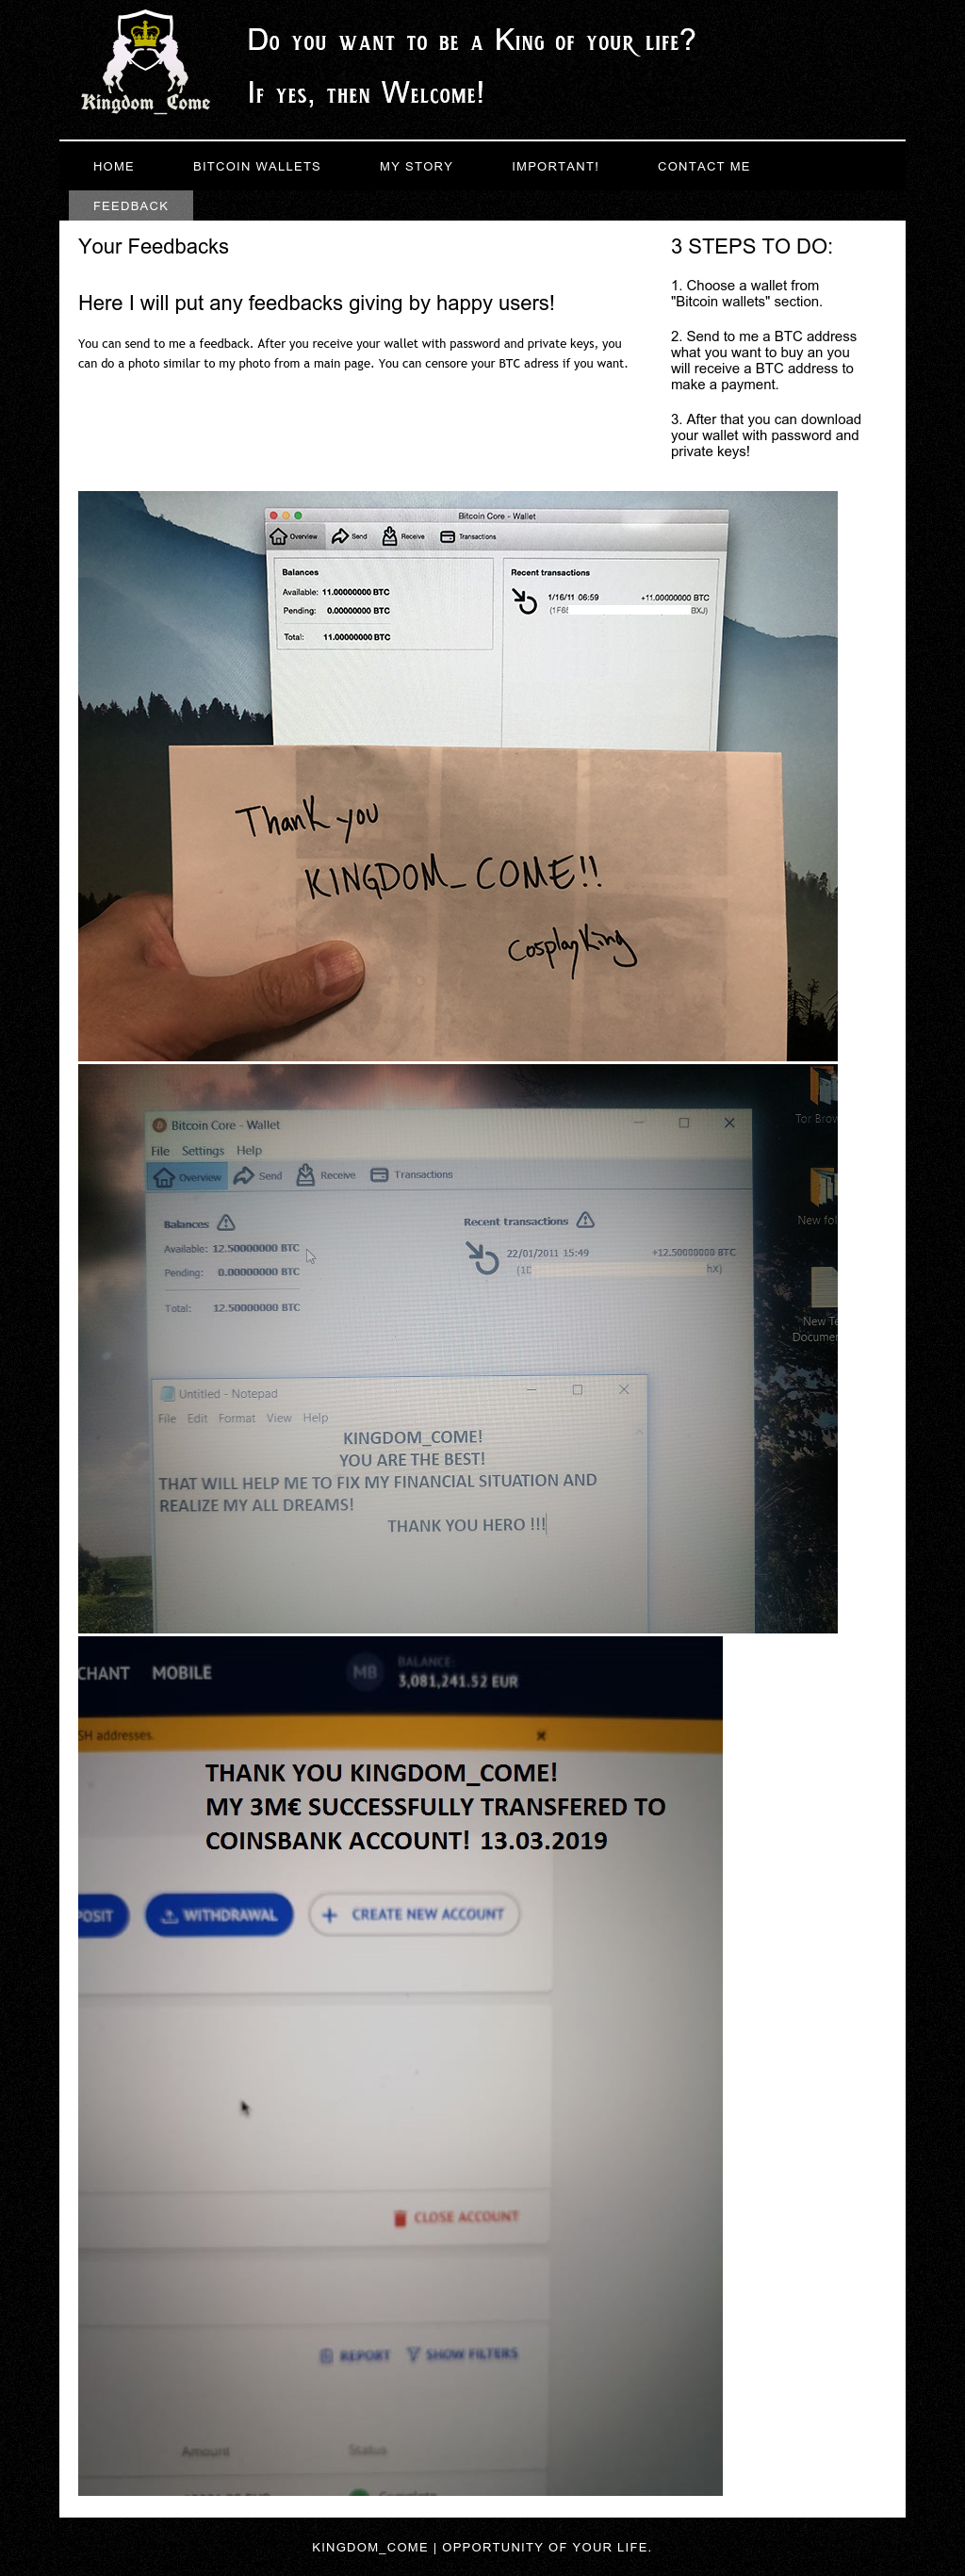 Kingdom_Come
Do you want to be a King of your life?
If yes, then Welcome!
HOME BITCOIN WALLETS MY STORY IMPORTANT! CONTACT ME
FEEDBACK
Your Feedbacks
Here I will put any feedbacks giving by happy users!
You can send to me a feedback. After you receive your wallet with password and private keys, you
can do a photo similar to my photo from a main page. You can censore your BTC adress if you want.
3 STEPS TO DO:
1. Choose a wallet from
"Bitcoin wallets" section.
2. Send to me a BTC address
what you want to buy an you
will receive a BTC address to
make a payment.
3. After that you can download
your wallet with password and
private keys!
Bitcoin Core - Wallet
Overview Send Receive Transactions
Balances
Available: 11.00000000 BTC
Pending: 0.00000000 BTC
Total: 11.00000000 BTC
Recent transactions
1/16/11 06:59 +11.00000000 BTC
(1F6 BXJ)
Thank you
KINGDOM_COME!!
CosplayKing
Bitcoin Core - Wallet
File Settings Help
Overview Send Receive Transactions
Balances
Available: 12.50000000 BTC
Pending: 0.00000000 BTC
Total: 12.50000000 BTC
Recent transactions
22/01/2011 15:49 +12.50000000 BTC
(1D hX)
Tor Brow
New fol
New Te
Documen
Untitled - Notepad
File Edit Format View Help
KINGDOM_COME!
YOU ARE THE BEST!
THAT WILL HELP ME TO FIX MY FINANCIAL SITUATION AND
REALIZE MY ALL DREAMS!
THANK YOU HERO !!!
CHANT MOBILE MB BALANCE:
3,081,241.52 EUR
SH addresses.
THANK YOU KINGDOM_COME!
MY 3M€ SUCCESSFULLY TRANSFERED TO
COINSBANK ACCOUNT! 13.03.2019
POSIT WITHDRAWAL + CREATE NEW ACCOUNT
CLOSE ACCOUNT
REPORT SHOW FILTERS
Amount Status
KINGDOM_COME | OPPORTUNITY OF YOUR LIFE.